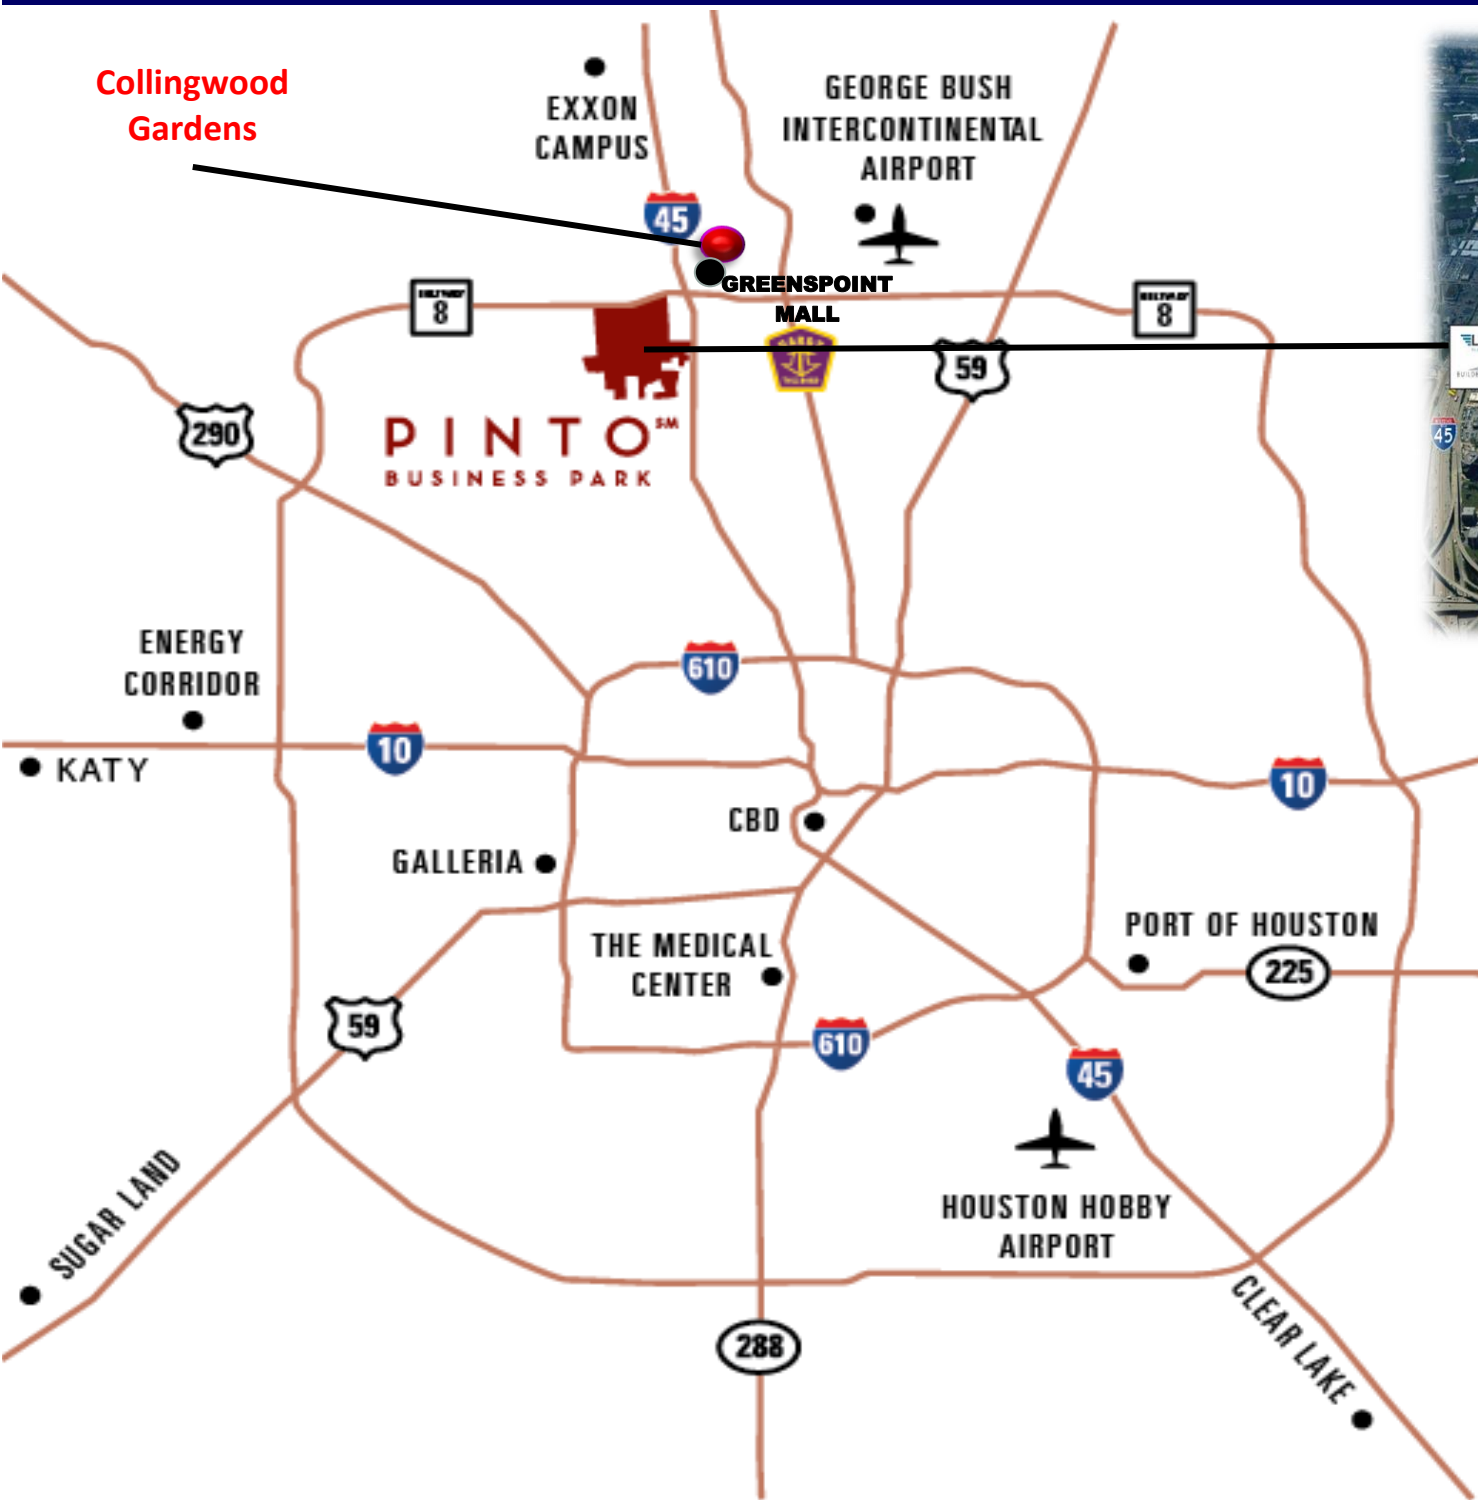 Collingwood
Gardens
EXXON
CAMPUS
GEORGE BUSH
INTERCONTINENTAL
AIRPORT
45
GREENSPOINT
MALL
BELTWAY
8
BELTWAY
8
59
290
PINTO SM
BUSINESS PARK
45
ENERGY
CORRIDOR
610
10
KATY
10
CBD
GALLERIA
PORT OF HOUSTON
THE MEDICAL
CENTER
225
59
610
45
SUGAR LAND
HOUSTON HOBBY
AIRPORT
CLEAR LAKE
288